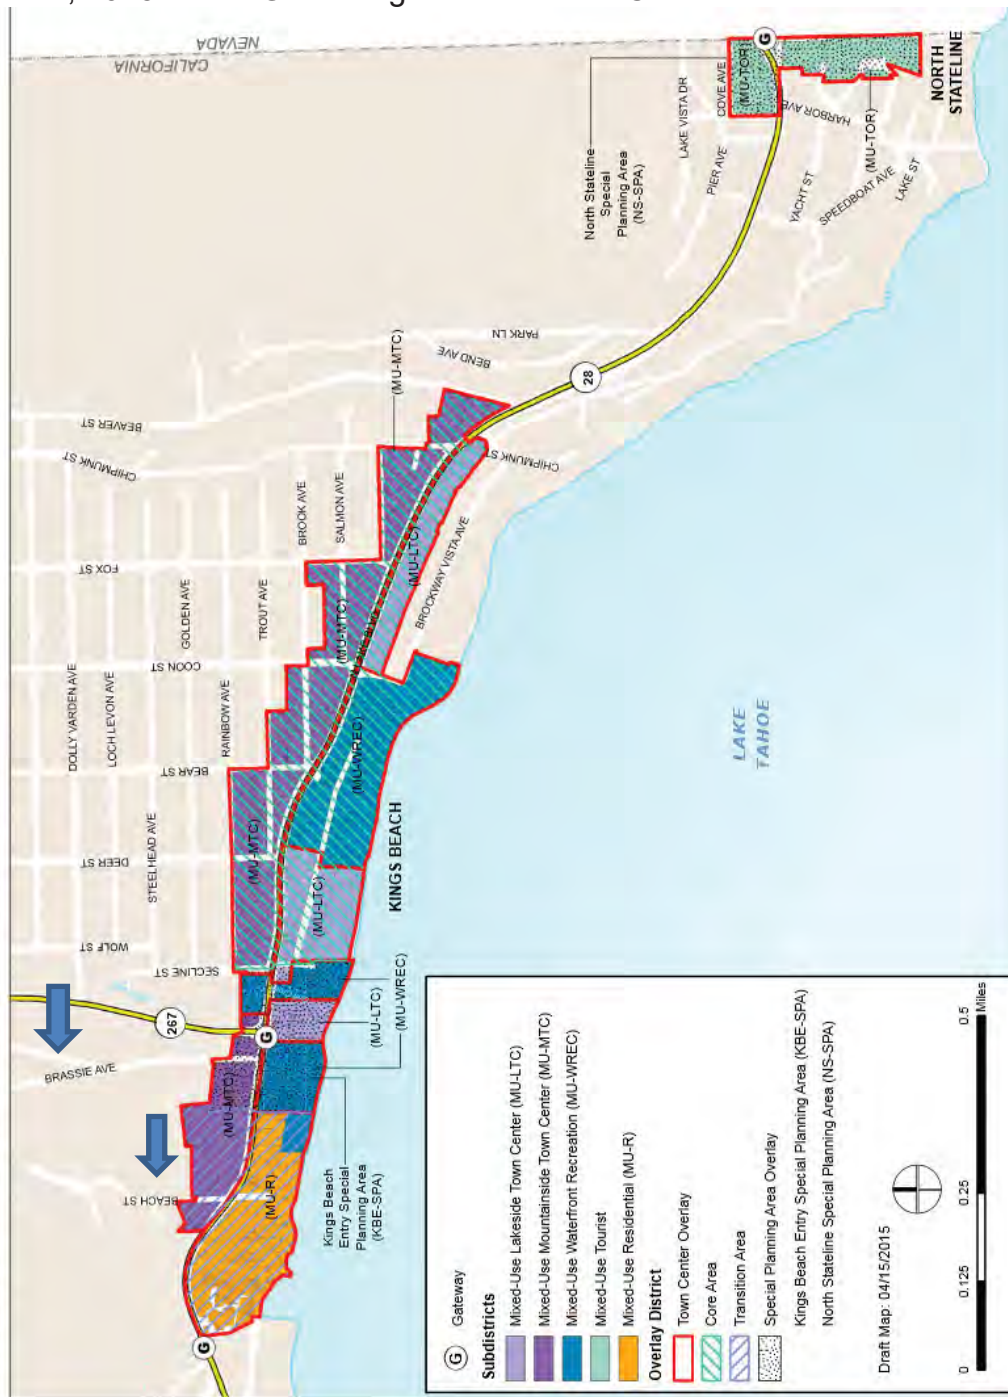 NEVADA
CALIFORNIA
G
NORTH
STATELINE
(MU-TOR)
COVE AVE
LAKE VISTA DR
HARBOR AVE
(MU-TOR)
PIER AVE
YACHT ST
SPEEDBOAT AVE
LAKE ST
North Stateline
Special
Planning Area
(NS-SPA)
PARK LN
BEND AVE
(MU-MTC)
28
BEAVER ST
CHIPMUNK ST
CHIPMUNK ST
BROOK AVE
SALMON AVE
(MU-LTC)
BROCKWAY VISTA AVE
FOX ST
GOLDEN AVE
TROUT AVE
(MU-MTC)
COON ST
DOLLY VARDEN AVE
LOCH LEVON AVE
RAINBOW AVE
BEAR ST
(MU-WREC)
LAKE
TAHOE
STEELHEAD AVE
DEER ST
(MU-MTC)
KINGS BEACH
(MU-LTC)
WOLF ST
SECLINE ST
(MU-WREC)
(MU-LTC)
267
G
BRASSIE AVE
(MU-MTC)
BEACH ST
(MU-R)
Kings Beach
Entry Special
Planning Area
(KBE-SPA)
G
G Gateway
Subdistricts
Mixed-Use Lakeside Town Center (MU-LTC)
Mixed-Use Mountainside Town Center (MU-MTC)
Mixed-Use Waterfront Recreation (MU-WREC)
Mixed-Use Tourist
Mixed-Use Residential (MU-R)
Overlay District
Town Center Overlay
Core Area
Transition Area
Special Planning Area Overlay
Kings Beach Entry Special Planning Area (KBE-SPA)
North Stateline Special Planning Area (NS-SPA)
Draft Map: 04/15/2015
0 0.125 0.25 0.5
Miles